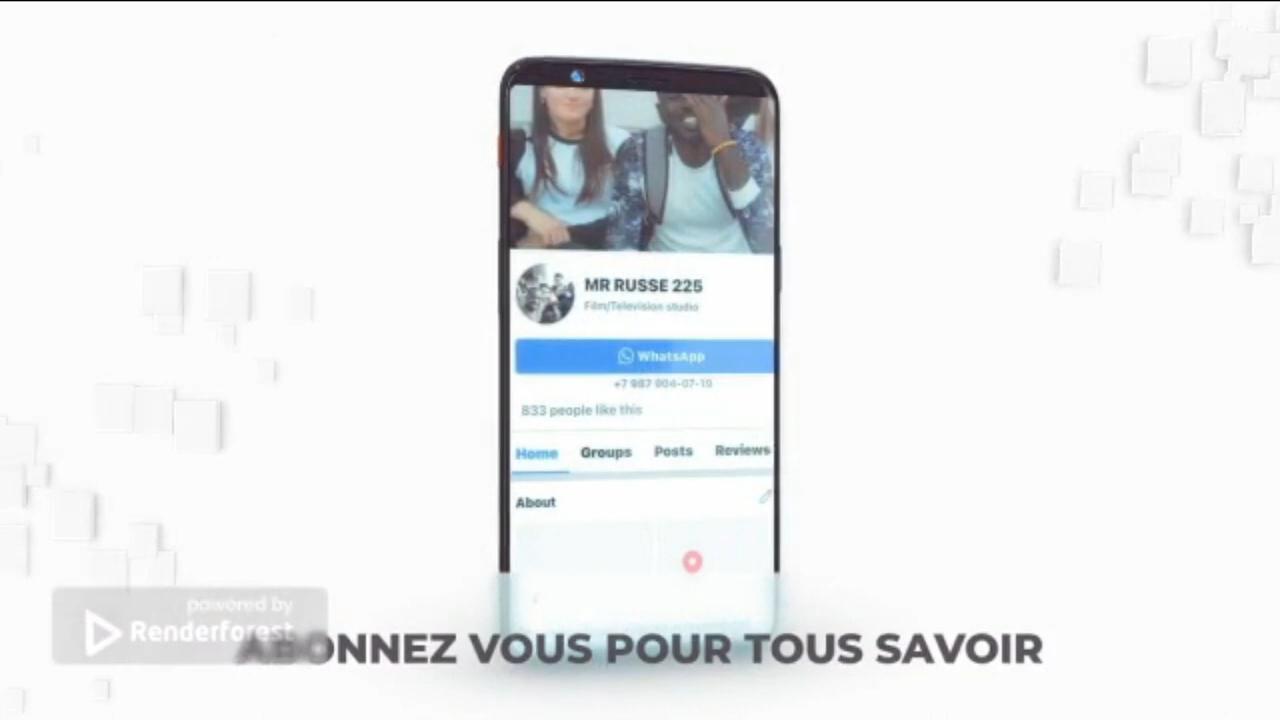 MR RUSSE 225
Film/Television studio
WhatsApp
+7 987 904-07-19
833 people like this
Home Groups Posts Reviews
About
powered by
Renderforest
ABONNEZ VOUS POUR TOUS SAVOIR